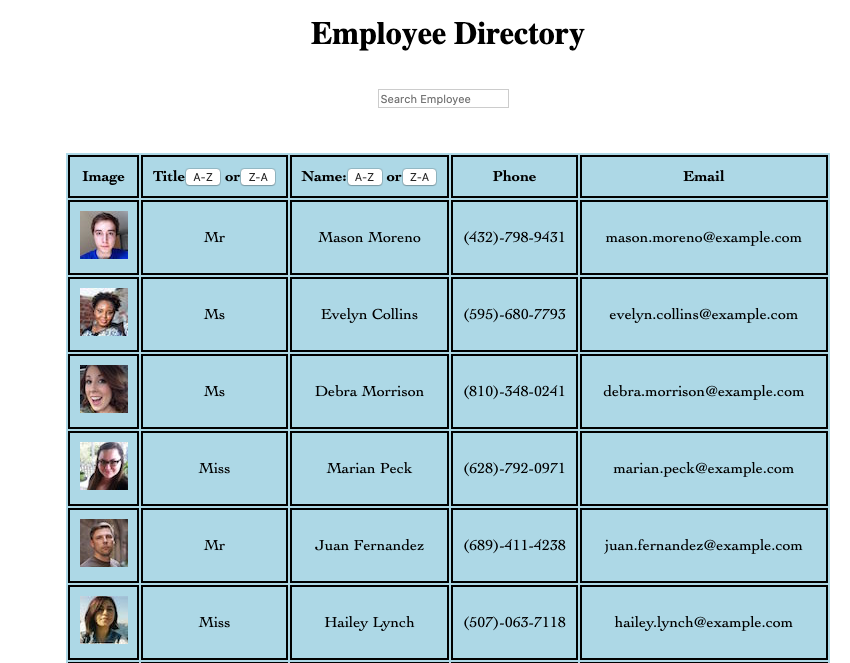 Employee Directory
Search Employee
Image Title A-Z or Z-A Name: A-Z or Z-A Phone Email
Mr Mason Moreno (432)-798-9431 mason.moreno@example.com
Ms Evelyn Collins (595)-680-7793 evelyn.collins@example.com
Ms Debra Morrison (810)-348-0241 debra.morrison@example.com
Miss Marian Peck (628)-792-0971 marian.peck@example.com
Mr Juan Fernandez (689)-411-4238 juan.fernandez@example.com
Miss Hailey Lynch (507)-063-7118 hailey.lynch@example.com